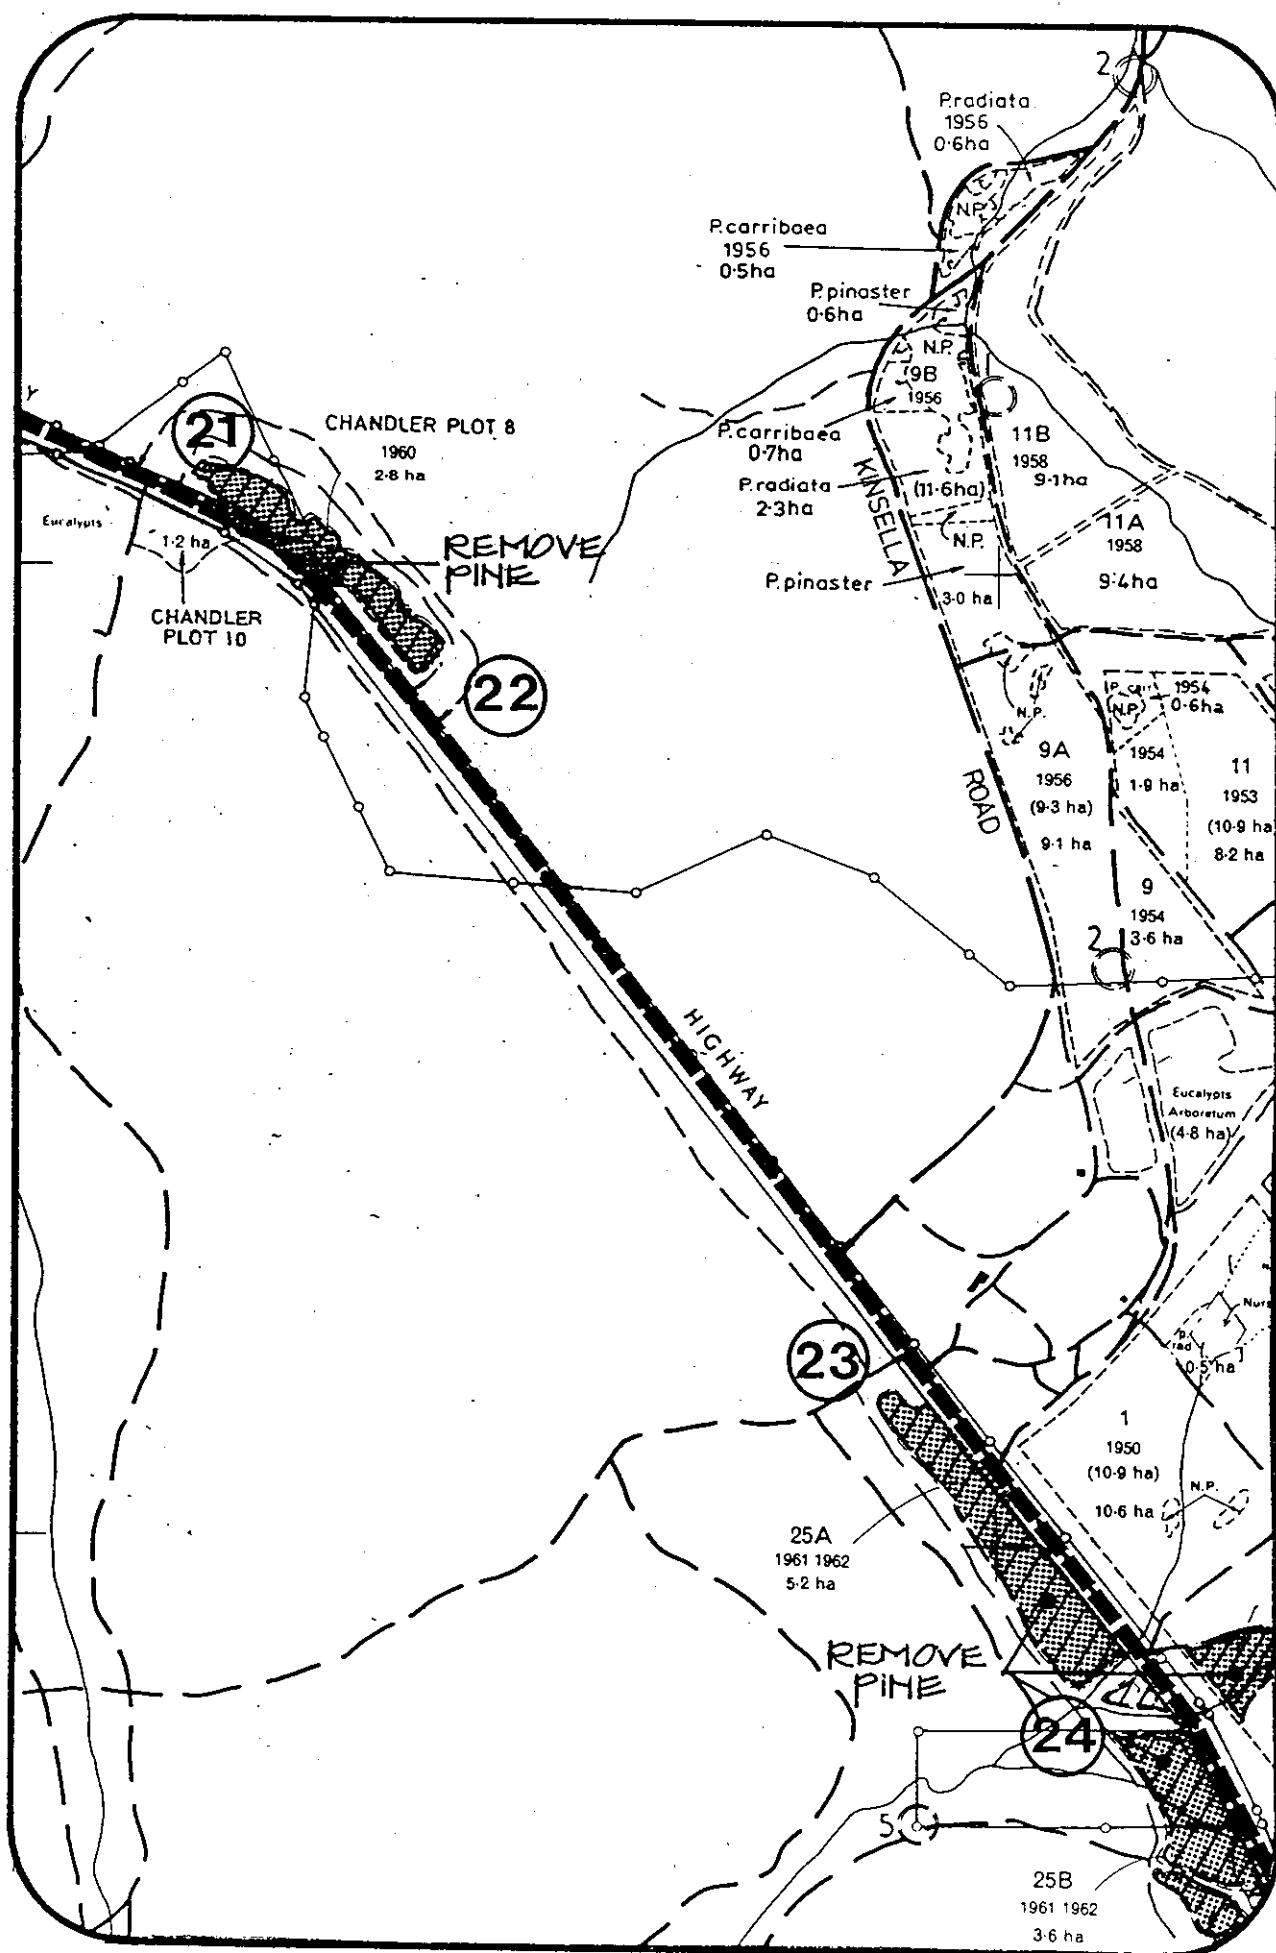 2
P.radiata
1956
0·6ha
N.P.
P.carribaea
1956
0·5ha
P.pinaster
0·6ha
N.P.
9B
1956
Y
21
CHANDLER PLOT 8
1960
2·8 ha
P.carribaea
0·7ha
11B
1958
9·1ha
P.radiata
2·3ha
(11·6ha)
KINSELLA
Eucalypts
1·2 ha
REMOVE
PINE
N.P.
11A
1958
9·4ha
P.pinaster
3·0 ha
CHANDLER
PLOT 10
22
N.P.
1954
0·6ha
N.P.
9A
1956
(9·3 ha)
9·1 ha
1954
1·9 ha
11
1953
(10·9 ha
8·2 ha
ROAD
9
1954
3·6 ha
2
HIGHWAY
Eucalypts
Arboretum
(4·8 ha)
Nurs
P.
rad
0·5 ha
23
1
1950
(10·9 ha)
10·6 ha
N.P.
25A
1961 1962
5·2 ha
REMOVE
PINE
24
5
25B
1961 1962
3·6 ha